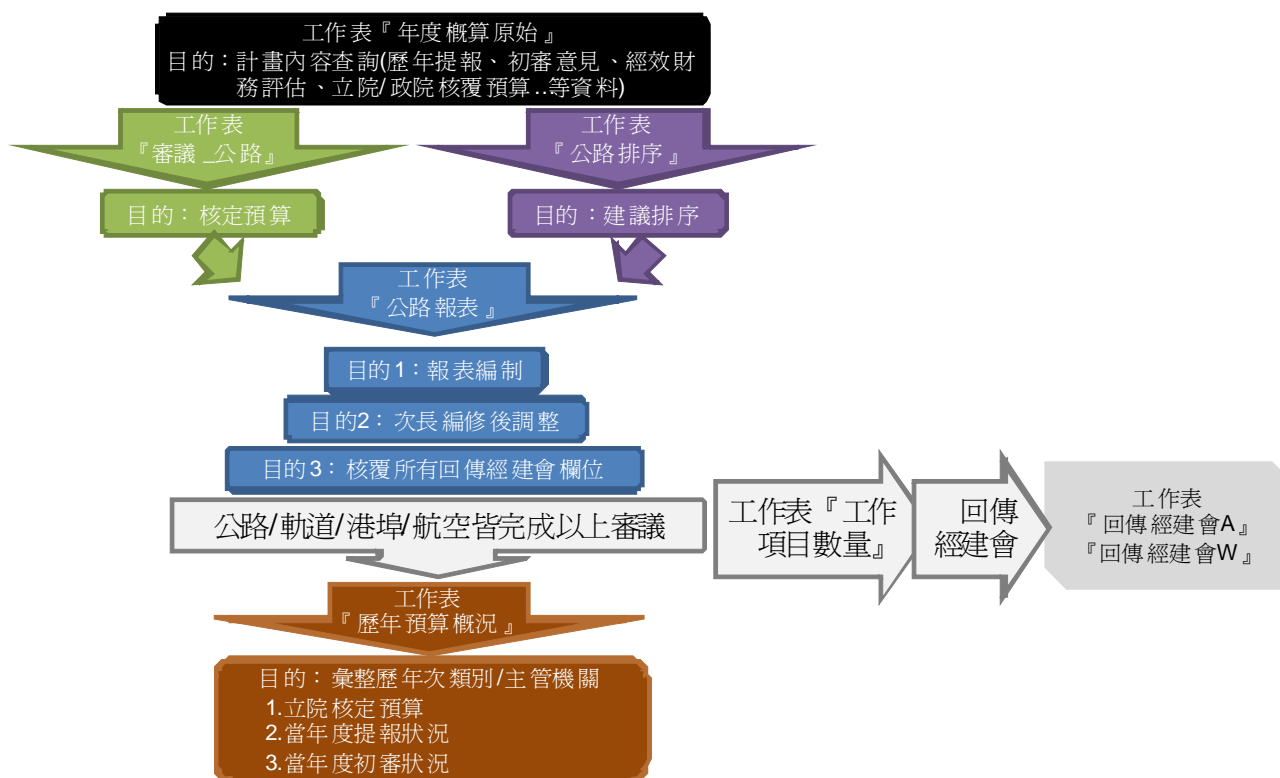 工作表『年度概算原始』
目的：計畫內容查詢(歷年提報、初審意見、經效財
務評估、立院/政院核覆預算…等資料)
工作表
『審議_公路』
工作表
『公路排序』
目的：核定預算
目的：建議排序
工作表
『公路報表』
目的1：報表編制
目的2：次長編修後調整
目的3：核覆所有回傳經建會欄位
公路/軌道/港埠/航空皆完成以上審議
工作表『工作
項目數量』
回傳
經建會
工作表
『回傳經建會A』
『回傳經建會W』
工作表
『歷年預算概況』
目的：彙整歷年次類別/主管機關
1.立院核定預算
2.當年度提報狀況
3.當年度初審狀況